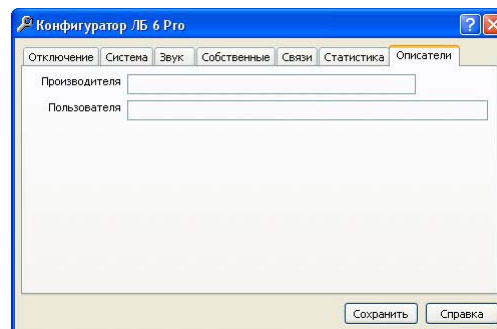 Конфигуратор ЛБ 6 Pro
Отключение Система Звук Собственные Связи Статистика Описатели
Производителя
Пользователя
Сохранить Справка